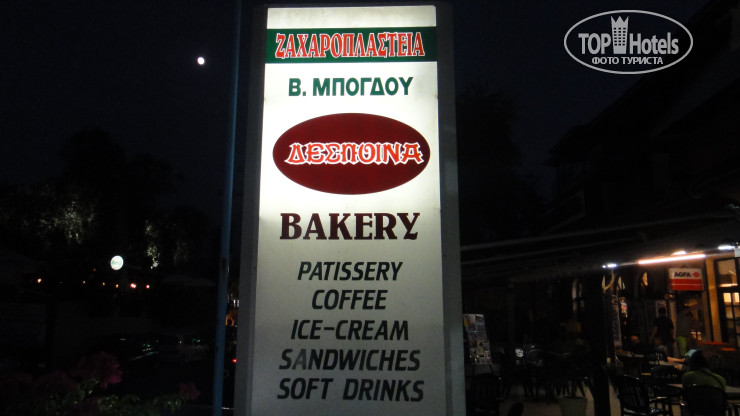 ΖΑΧΑΡΟΠΛΑΣΤΕΙΑ
Β. ΜΠΟΓΔΟΥ
ΔΕΣΠΟΙΝΑ
BAKERY
PATISSERY
COFFEE
ICE-CREAM
SANDWICHES
SOFT DRINKS
TOP Hotels
ФОТО ТУРИСТА
AGFA